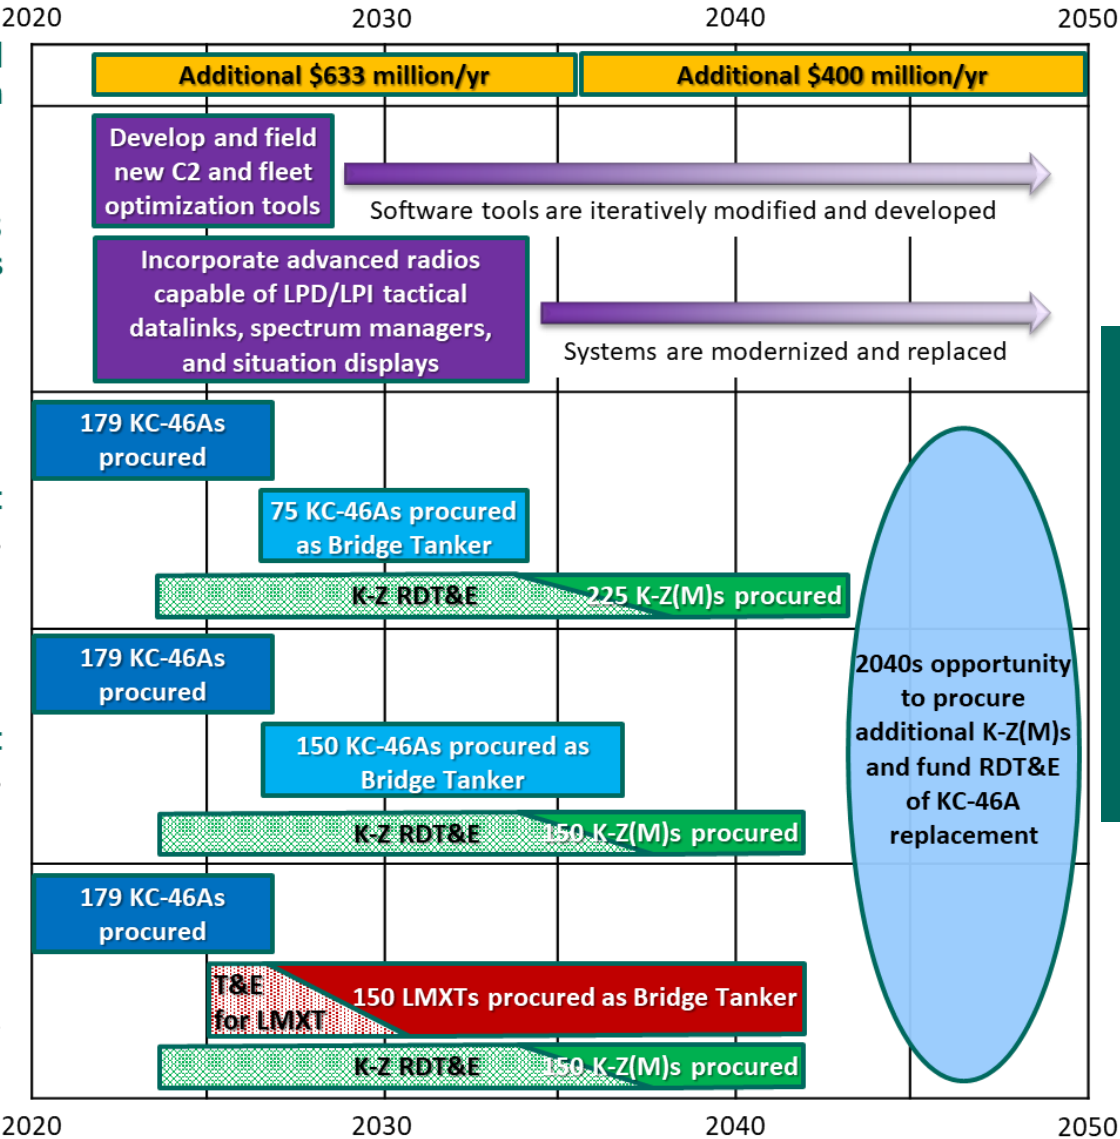 2020 2030 2040 2050
Additional $633 million/yr
Additional $400 million/yr
Develop and field
new C2 and fleet
optimization tools
Software tools are iteratively modified and developed
Incorporate advanced radios
capable of LPD/LPI tactical
datalinks, spectrum managers,
and situation displays
Systems are modernized and replaced
179 KC-46As
procured
75 KC-46As procured
as Bridge Tanker
K-Z RDT&E
225 K-Z(M)s procured
179 KC-46As
procured
150 KC-46As procured as
Bridge Tanker
K-Z RDT&E
150 K-Z(M)s procured
2040s opportunity
to procure
additional K-Z(M)s
and fund RDT&E
of KC-46A
replacement
179 KC-46As
procured
T&E
for LMXT
150 LMXTs procured as Bridge Tanker
K-Z RDT&E
150 K-Z(M)s procured
2020 2030 2040 2050